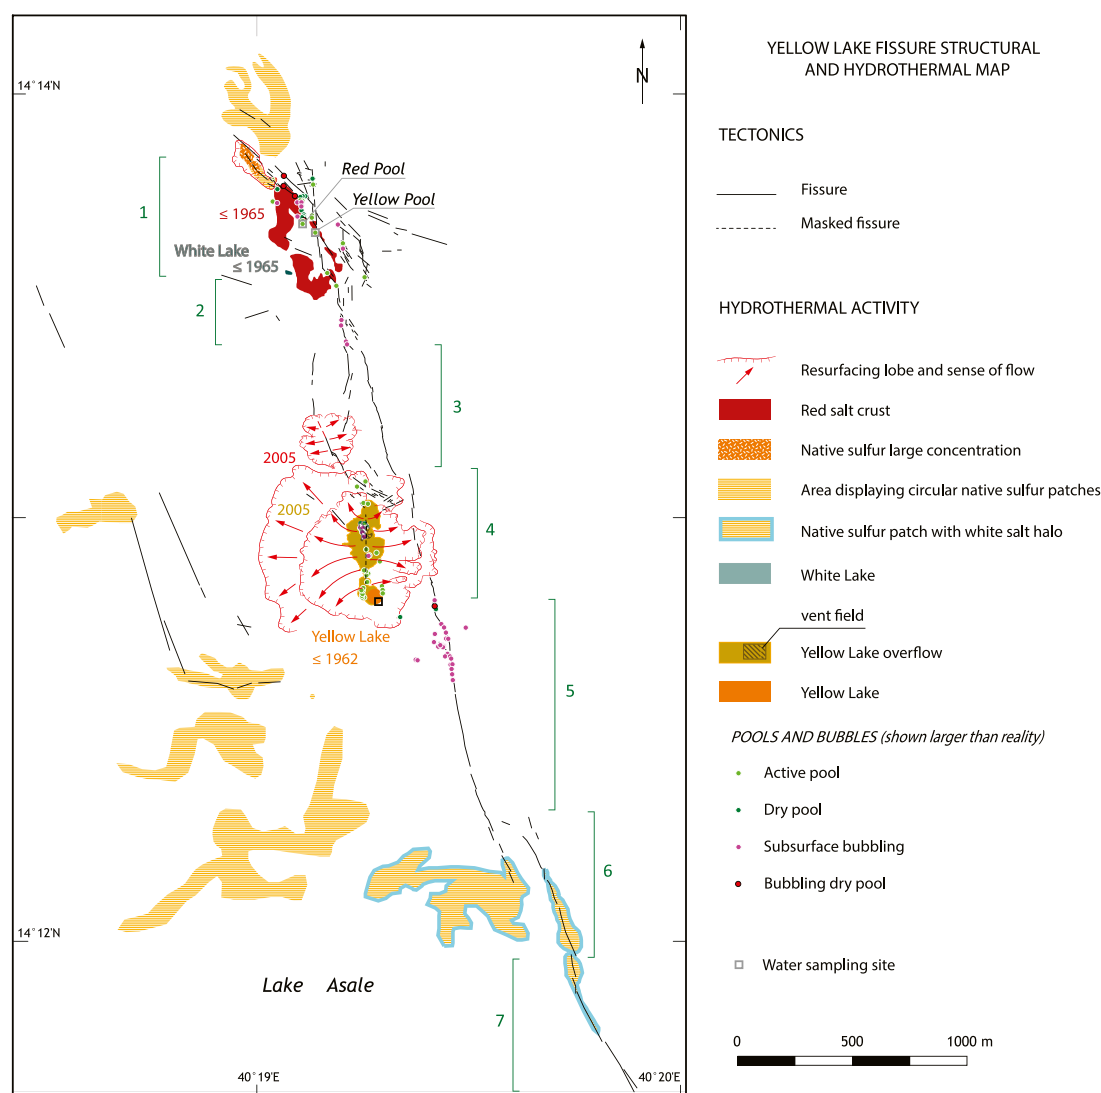 YELLOW LAKE FISSURE STRUCTURAL
AND HYDROTHERMAL MAP
14°14'N
N
Red Pool
Yellow Pool
1
≤ 1965
White Lake
≤ 1965
2
3
2005
2005
4
Yellow Lake
≤ 1962
5
6
14°12'N
Lake Asale
7
40°19'E
40°20'E
TECTONICS
Fissure
Masked fissure
HYDROTHERMAL ACTIVITY
Resurfacing lobe and sense of flow
Red salt crust
Native sulfur large concentration
Area displaying circular native sulfur patches
Native sulfur patch with white salt halo
White Lake
vent field
Yellow Lake overflow
Yellow Lake
POOLS AND BUBBLES (shown larger than reality)
Active pool
Dry pool
Subsurface bubbling
Bubbling dry pool
Water sampling site
0 500 1000 m